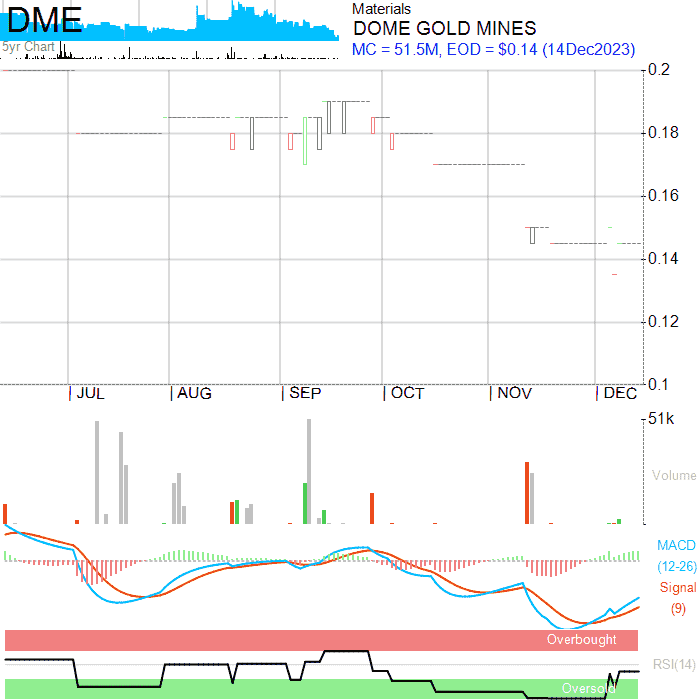 DME
5yr Chart
Materials
DOME GOLD MINES
MC = 51.5M, EOD = $0.14 (14Dec2023)
0.2
0.18
0.16
0.14
0.12
0.1
JUL
AUG
SEP
OCT
NOV
DEC
51k
Volume
MACD
(12-26)
Signal
(9)
Overbought
RSI(14)
Oversold